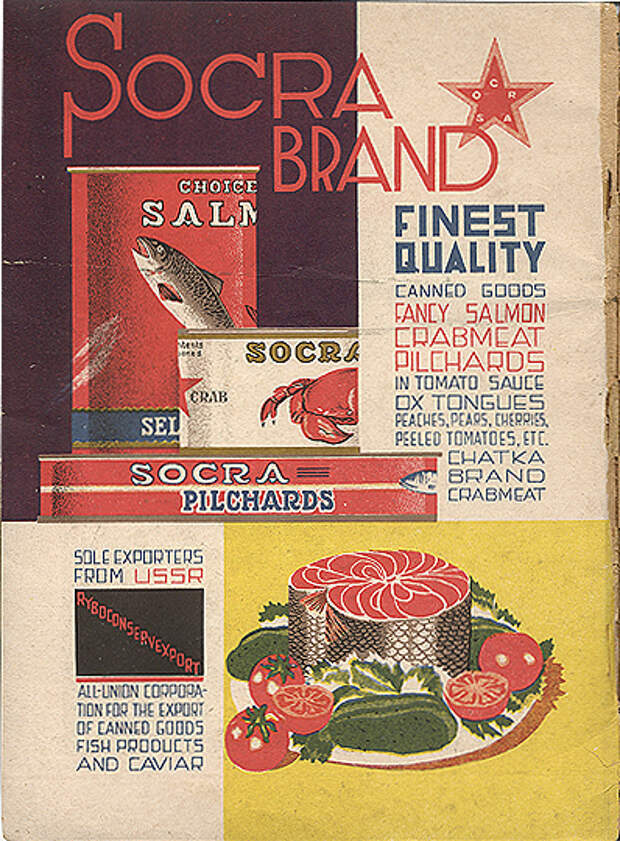 SOCRA
BRAND
O C R
S A
CHOICE
SALM
FINEST
QUALITY
CANNED GOODS
FANCY SALMON
CRABMEAT
PILCHARDS
IN TOMATO SAUCE
OX TONGUES
PEACHES, PEARS, CHERRIES,
PEELED TOMATOES, ETC.
CHATKA
BRAND
CRABMEAT
SOCRA
CRAB
SEL
SOCRA
PILCHARDS
SOLE EXPORTERS
FROM USSR
RYBOCONSERVEXPORT
ALL-UNION CORPORA-
TION FOR THE EXPORT
OF CANNED GOODS
FISH PRODUCTS
AND CAVIAR